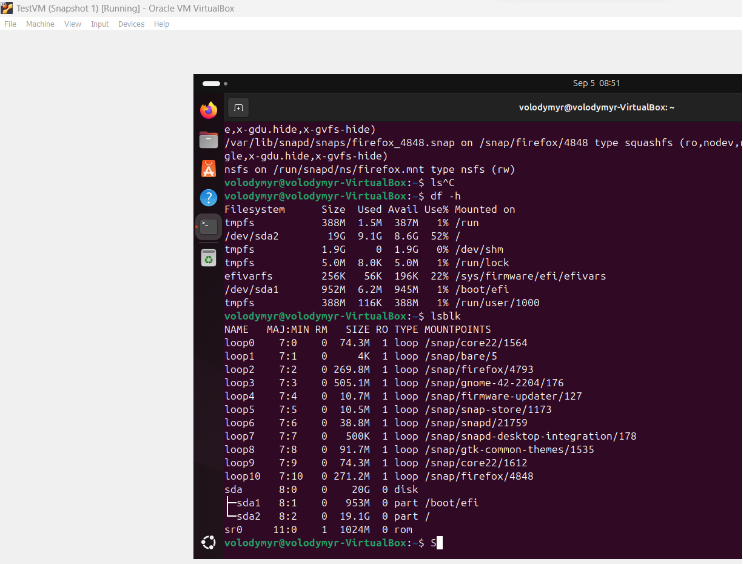 TestVM (Snapshot 1) [Running] - Oracle VM VirtualBox
File Machine View Input Devices Help
Sep 5 08:51
volodymyr@volodymyr-VirtualBox: ~
e,x-gdu.hide,x-gvfs-hide)
/var/lib/snapd/snaps/firefox_4848.snap on /snap/firefox/4848 type squashfs (ro,nodev,r
gle,x-gdu.hide,x-gvfs-hide)
nsfs on /run/snapd/ns/firefox.mnt type nsfs (rw)
volodymyr@volodymyr-VirtualBox:~$ ls^C
volodymyr@volodymyr-VirtualBox:~$ df -h
Filesystem      Size  Used Avail Use% Mounted on
tmpfs           388M  1.5M  387M   1% /run
/dev/sda2        19G  9.1G  8.6G  52% /
tmpfs           1.9G     0  1.9G   0% /dev/shm
tmpfs           5.0M  8.0K  5.0M   1% /run/lock
efivarfs        256K   56K  196K  22% /sys/firmware/efi/efivars
/dev/sda1       952M  6.2M  945M   1% /boot/efi
tmpfs           388M  116K  388M   1% /run/user/1000
volodymyr@volodymyr-VirtualBox:~$ lsblk
NAME   MAJ:MIN RM   SIZE RO TYPE MOUNTPOINTS
loop0    7:0    0  74.3M  1 loop /snap/core22/1564
loop1    7:1    0     4K  1 loop /snap/bare/5
loop2    7:2    0 269.8M  1 loop /snap/firefox/4793
loop3    7:3    0 505.1M  1 loop /snap/gnome-42-2204/176
loop4    7:4    0  10.7M  1 loop /snap/firmware-updater/127
loop5    7:5    0  10.5M  1 loop /snap/snap-store/1173
loop6    7:6    0  38.8M  1 loop /snap/snapd/21759
loop7    7:7    0   500K  1 loop /snap/snapd-desktop-integration/178
loop8    7:8    0  91.7M  1 loop /snap/gtk-common-themes/1535
loop9    7:9    0  74.3M  1 loop /snap/core22/1612
loop10   7:10   0 271.2M  1 loop /snap/firefox/4848
sda      8:0    0    20G  0 disk
├─sda1   8:1    0   953M  0 part /boot/efi
└─sda2   8:2    0  19.1G  0 part /
sr0     11:0    1  1024M  0 rom
volodymyr@volodymyr-VirtualBox:~$ S